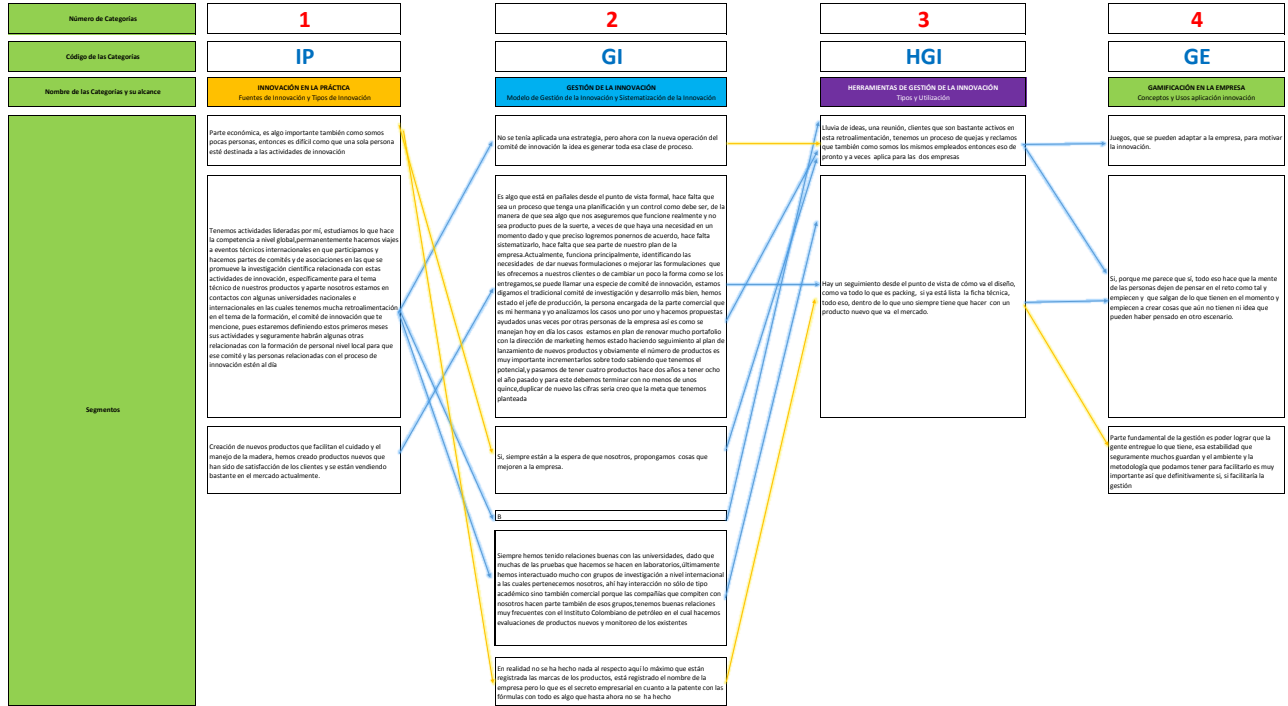 Número de Categorías
1
2
3
4
Código de las Categorías
IP
GI
HGI
GE
Nombre de las Categorías y su alcance
INNOVACIÓN EN LA PRÁCTICA
Fuentes de Innovación y Tipos de Innovación
GESTIÓN DE LA INNOVACIÓN
Modelo de Gestión de la Innovación y Sistematización de la Innovación
HERRAMIENTAS DE GESTIÓN DE LA INNOVACIÓN
Tipos y Utilización
GAMIFICACIÓN EN LA EMPRESA
Conceptos y Usos aplicación innovación
Segmentos
Parte económica, es algo importante también como somos
pocas personas, entonces es difícil como que una sola persona
esté destinada a las actividades de innovación
Tenemos actividades lideradas por mí, estudiamos lo que hace
la competencia a nivel global,permanentemente hacemos viajes
a eventos técnicos internacionales en que participamos y
hacemos partes de comités y de asociaciones en las que se
promueve la investigación científica relacionada con estas
actividades de innovación, específicamente para el tema
técnico de nuestros productos y aparte nosotros estamos en
contactos con algunas universidades nacionales e
internacionales en las cuales tenemos mucha retroalimentación
en el tema de la formación, el comité de innovación que te
mencione, pues estaremos definiendo estos primeros meses
sus actividades y seguramente habrán algunas otras
relacionadas con la formación de personal nivel local para que
ese comité y las personas relacionadas con el proceso de
innovación estén al día
Creación de nuevos productos que facilitan el cuidado y el
manejo de la madera, hemos creado productos nuevos que
han sido de satisfacción de los clientes y se están vendiendo
bastante en el mercado actualmente.
No se tenía aplicada una estrategia, pero ahora con la nueva operación del
comité de innovación la idea es generar toda esa clase de proceso.
Es algo que está en pañales desde el punto de vista formal, hace falta que
sea un proceso que tenga una planificación y un control como debe ser, de la
manera de que sea algo que nos aseguremos que funcione realmente y no
sea producto pues de la suerte, a veces de que haya una necesidad en un
momento dado y que preciso logremos ponernos de acuerdo, hace falta
sistematizarlo, hace falta que sea parte de nuestro plan de la
empresa.Actualmente, funciona principalmente, identificando las
necesidades de dar nuevas formulaciones o mejorar las formulaciones que
les ofrecemos a nuestros clientes o de cambiar un poco la forma como se los
entregamos,se puede llamar una especie de comité de innovación, estamos
digamos el tradicional comité de investigación y desarrollo más bien, hemos
estado el jefe de producción, la persona encargada de la parte comercial que
es mi hermana y yo analizamos los casos uno por uno y hacemos propuestas
ayudados unas veces por otras personas de la empresa así es como se
manejan hoy en día los casos estamos en plan de renovar mucho portafolio
con la dirección de marketing hemos estado haciendo seguimiento al plan de
lanzamiento de nuevos productos y obviamente el número de productos es
muy importante incrementarlos sobre todo sabiendo que tenemos el
potencial,y pasamos de tener cuatro productos hace dos años a tener ocho
el año pasado y para este debemos terminar con no menos de unos
quince,duplicar de nuevo las cifras seria creo que la meta que tenemos
planteada
Si, siempre están a la espera de que nosotros, propongamos cosas que
mejoren a la empresa.
B
Siempre hemos tenido relaciones buenas con las universidades, dado que
muchas de las pruebas que hacemos se hacen en laboratorios,últimamente
hemos interactuado mucho con grupos de investigación a nivel internacional
a las cuales pertenecemos nosotros, ahí hay interacción no sólo de tipo
académico sino también comercial porque las compañías que compiten con
nosotros hacen parte también de esos grupos,tenemos buenas relaciones
muy frecuentes con el Instituto Colombiano de petróleo en el cual hacemos
evaluaciones de productos nuevos y monitoreo de los existentes
En realidad no se ha hecho nada al respecto aquí lo máximo que están
registrada las marcas de los productos, está registrado el nombre de la
empresa pero lo que es el secreto empresarial en cuanto a la patente con las
fórmulas con todo es algo que hasta ahora no se ha hecho
Lluvia de ideas, una reunión, clientes que son bastante activos en
esta retroalimentación, tenemos un proceso de quejas y reclamos
que también como somos los mismos empleados entonces eso de
pronto y a veces aplica para las dos empresas
Hay un seguimiento desde el punto de vista de cómo va el diseño,
como va todo lo que es packing, si ya está lista la ficha técnica,
todo eso, dentro de lo que uno siempre tiene que hacer con un
producto nuevo que va el mercado.
Juegos, que se pueden adaptar a la empresa, para motivar
la innovación.
Si, porque me parece que sí, todo eso hace que la mente
de las personas dejen de pensar en el reto como tal y
empiecen y que salgan de lo que tienen en el momento y
empiecen a crear cosas que aún no tienen ni idea que
pueden haber pensado en otro escenario.
Parte fundamental de la gestión es poder lograr que la
gente entregue lo que tiene, esa estabilidad que
seguramente muchos guardan y el ambiente y la
metodología que podamos tener para facilitarlo es muy
importante así que definitivamente si, si facilitaría la
gestión